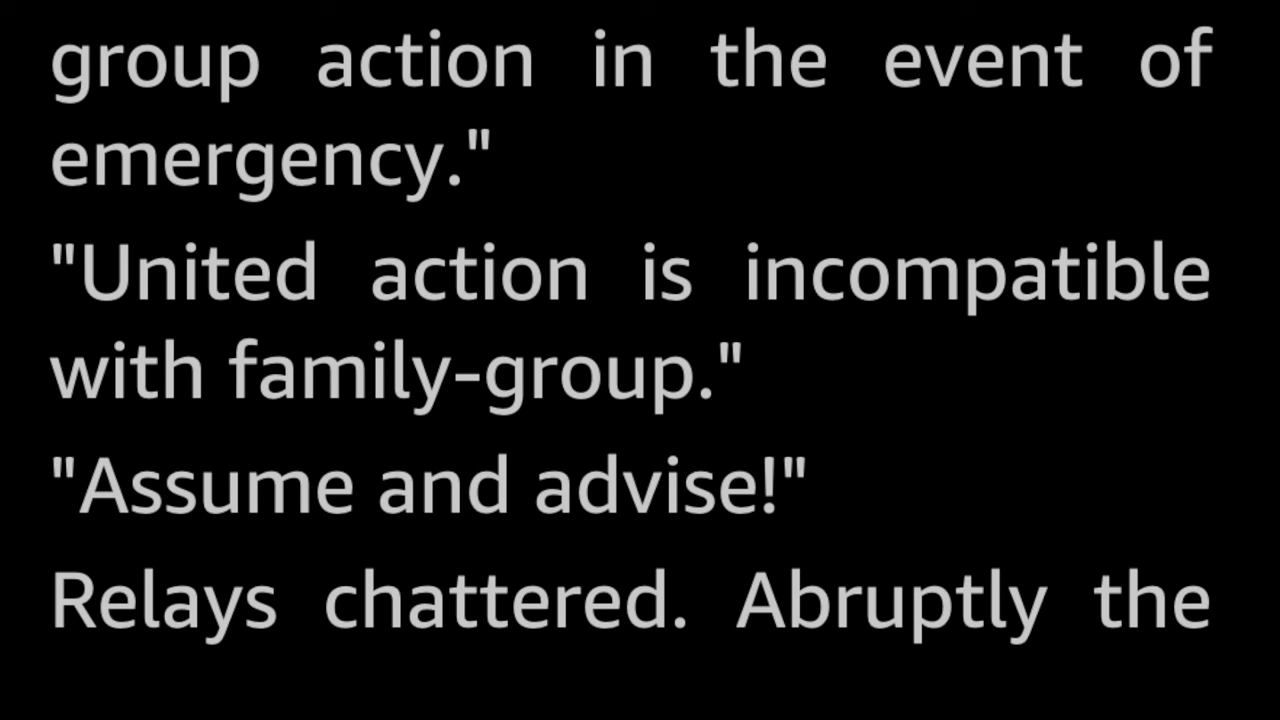 group action in the event of
emergency."
"United action is incompatible
with family-group."
"Assume and advise!"
Relays chattered. Abruptly the